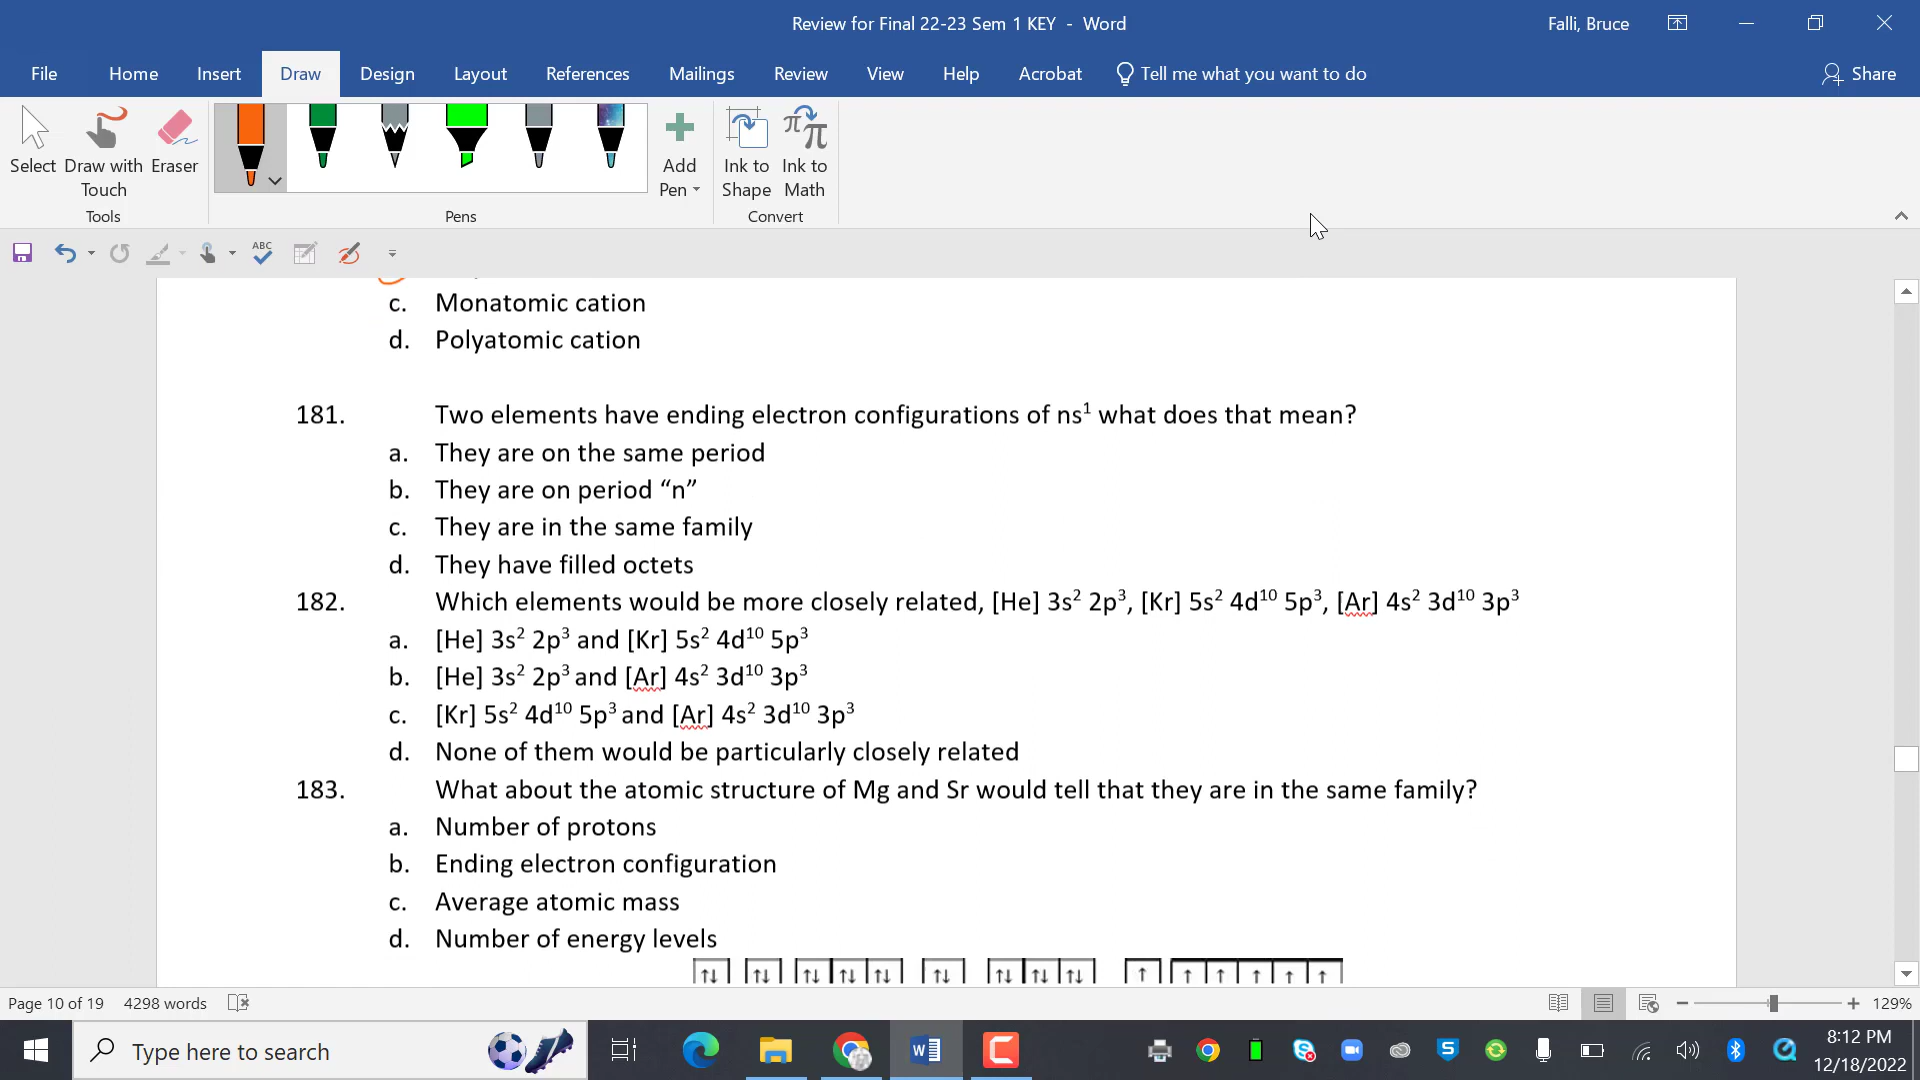 Review for Final 22-23 Sem 1 KEY - Word
Falli, Bruce
File Home Insert Draw Design Layout References Mailings Review View Help Acrobat Tell me what you want to do Share
Select Draw with Touch Eraser
Add Pen
Ink to Shape Ink to Math
Tools Pens Convert
ABC
c. Monatomic cation
d. Polyatomic cation
181. Two elements have ending electron configurations of ns¹ what does that mean?
a. They are on the same period
b. They are on period “n”
c. They are in the same family
d. They have filled octets
182. Which elements would be more closely related, [He] 3s² 2p³, [Kr] 5s² 4d¹⁰ 5p³, [Ar] 4s² 3d¹⁰ 3p³
a. [He] 3s² 2p³ and [Kr] 5s² 4d¹⁰ 5p³
b. [He] 3s² 2p³ and [Ar] 4s² 3d¹⁰ 3p³
c. [Kr] 5s² 4d¹⁰ 5p³ and [Ar] 4s² 3d¹⁰ 3p³
d. None of them would be particularly closely related
183. What about the atomic structure of Mg and Sr would tell that they are in the same family?
a. Number of protons
b. Ending electron configuration
c. Average atomic mass
d. Number of energy levels
Page 10 of 19 4298 words 129%
Type here to search
8:12 PM
12/18/2022